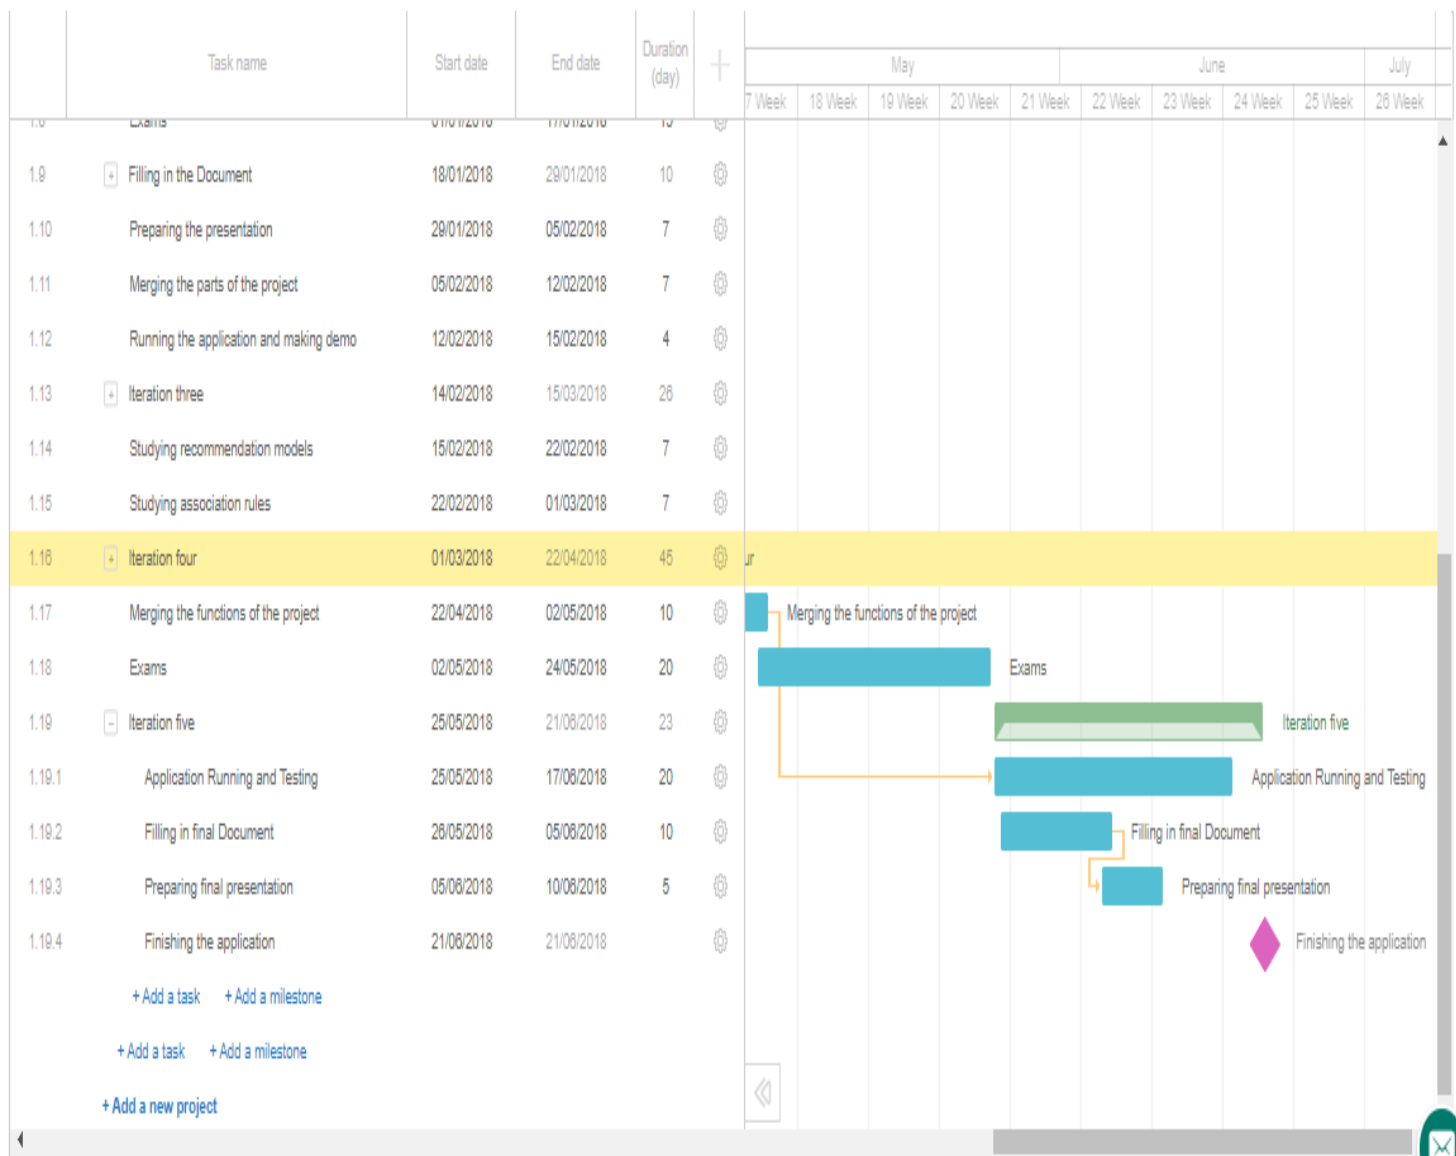 Task name Start date End date Duration (day)
May June July
7 Week 18 Week 19 Week 20 Week 21 Week 22 Week 23 Week 24 Week 25 Week 26 Week
1.8 Exams 01/01/2018 17/01/2018 15
1.9 Filling in the Document 18/01/2018 29/01/2018 10
1.10 Preparing the presentation 29/01/2018 05/02/2018 7
1.11 Merging the parts of the project 05/02/2018 12/02/2018 7
1.12 Running the application and making demo 12/02/2018 15/02/2018 4
1.13 Iteration three 14/02/2018 15/03/2018 26
1.14 Studying recommendation models 15/02/2018 22/02/2018 7
1.15 Studying association rules 22/02/2018 01/03/2018 7
1.16 Iteration four 01/03/2018 22/04/2018 45 ur
1.17 Merging the functions of the project 22/04/2018 02/05/2018 10 Merging the functions of the project
1.18 Exams 02/05/2018 24/05/2018 20 Exams
1.19 Iteration five 25/05/2018 21/06/2018 23 Iteration five
1.19.1 Application Running and Testing 25/05/2018 17/06/2018 20 Application Running and Testing
1.19.2 Filling in final Document 26/05/2018 05/06/2018 10 Filling in final Document
1.19.3 Preparing final presentation 05/06/2018 10/06/2018 5 Preparing final presentation
1.19.4 Finishing the application 21/06/2018 21/06/2018 Finishing the application
+ Add a task + Add a milestone
+ Add a task + Add a milestone
+ Add a new project